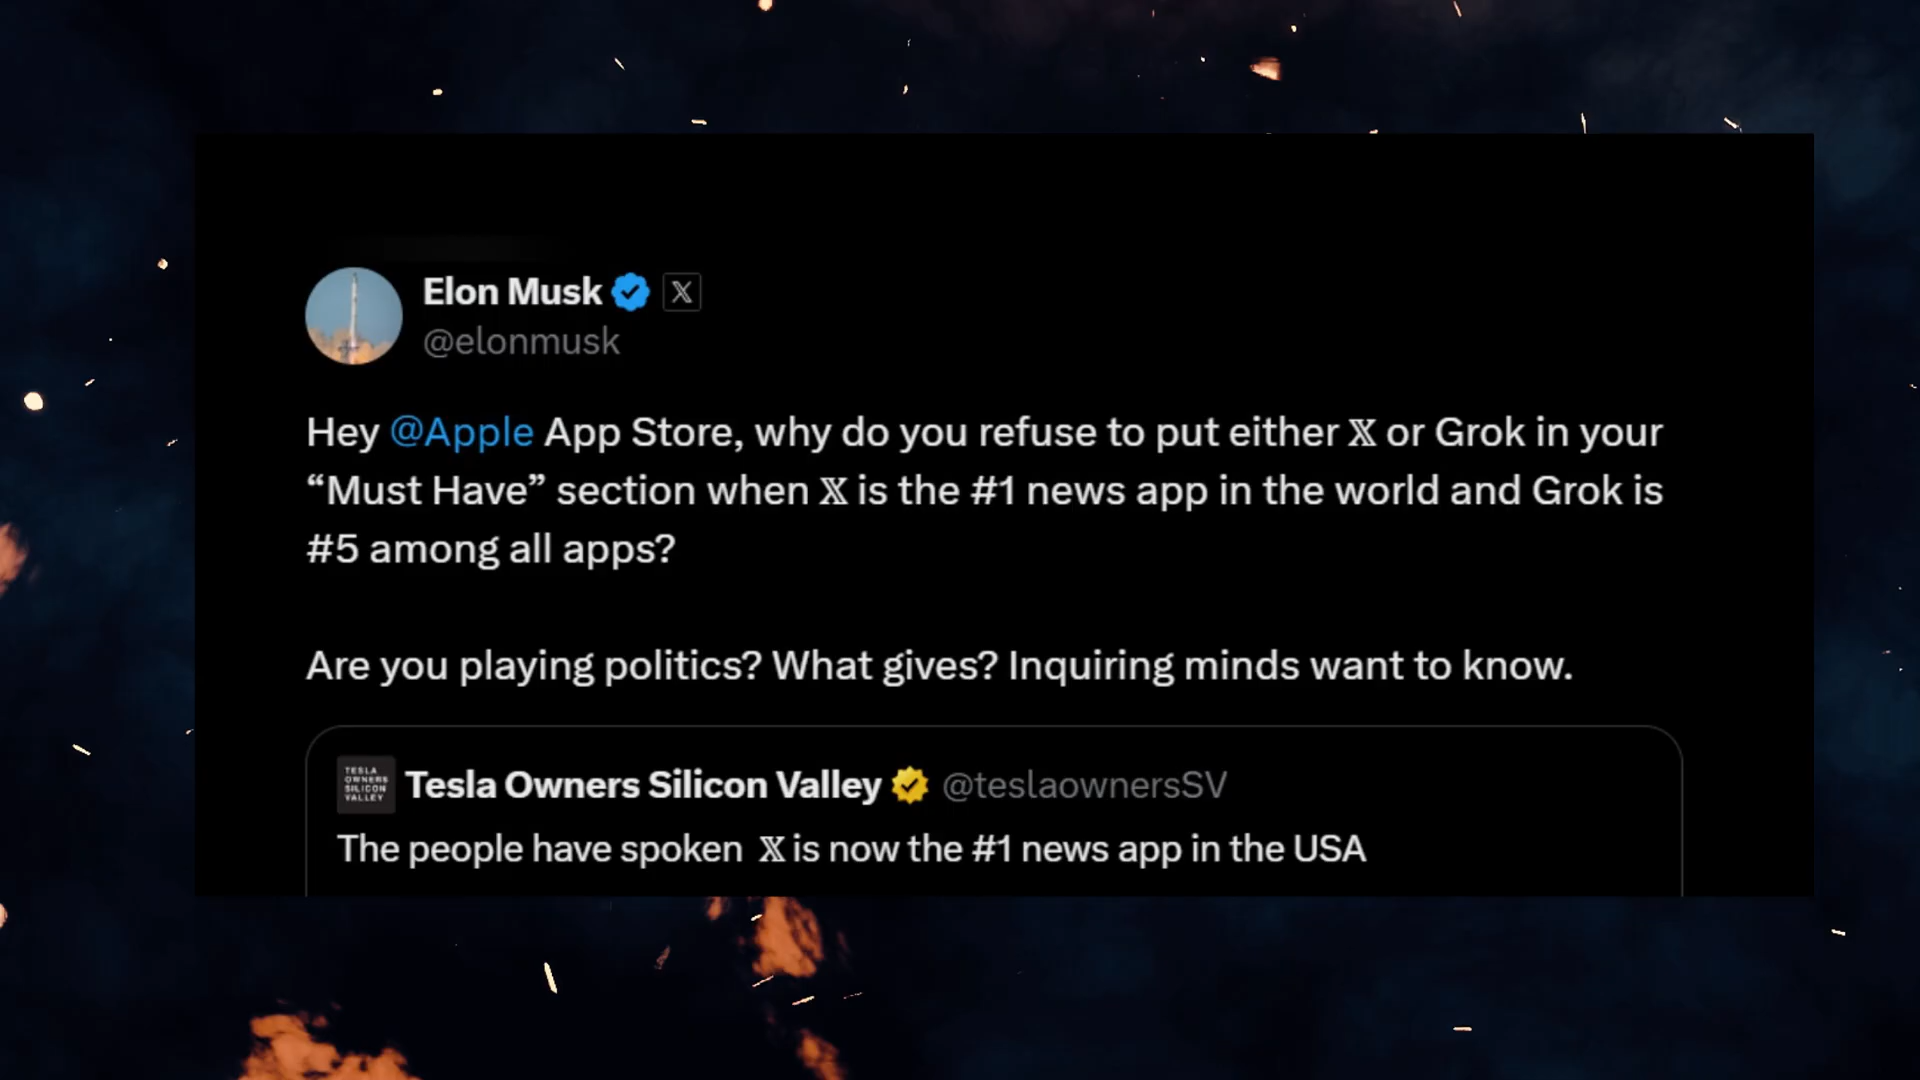 Elon Musk
@elonmusk
Hey @Apple App Store, why do you refuse to put either 𝕏 or Grok in your
“Must Have” section when 𝕏 is the #1 news app in the world and Grok is
#5 among all apps?
Are you playing politics? What gives? Inquiring minds want to know.
TESLA
OWNERS
SILICON
VALLEY
Tesla Owners Silicon Valley @teslaownersSV
The people have spoken 𝕏 is now the #1 news app in the USA